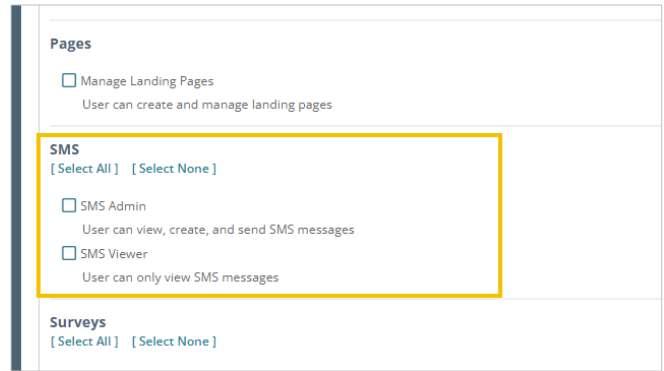 Pages
Manage Landing Pages
User can create and manage landing pages
SMS
[ Select All ] [ Select None ]
SMS Admin
User can view, create, and send SMS messages
SMS Viewer
User can only view SMS messages
Surveys
[ Select All ] [ Select None ]